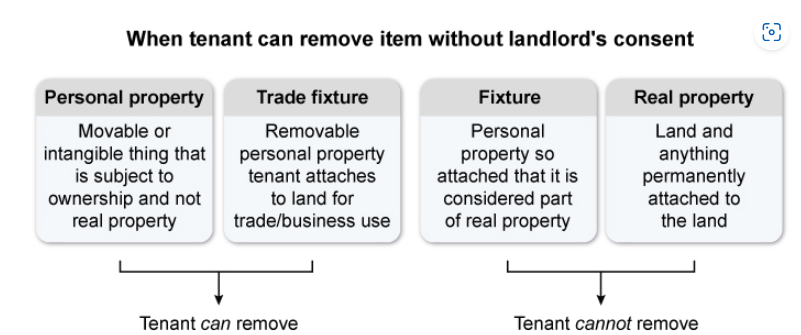 When tenant can remove item without landlord's consent
Personal property
Movable or
intangible thing that
is subject to
ownership and not
real property
Trade fixture
Removable
personal property
tenant attaches
to land for
trade/business use
Fixture
Personal
property so
attached that it is
considered part
of real property
Real property
Land and
anything
permanently
attached to
the land
Tenant can remove
Tenant cannot remove